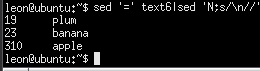 leon@ubuntu:~$ sed '=' text6|sed 'N;s/\n//'
19      plum
23      banana
310     apple
leon@ubuntu:~$